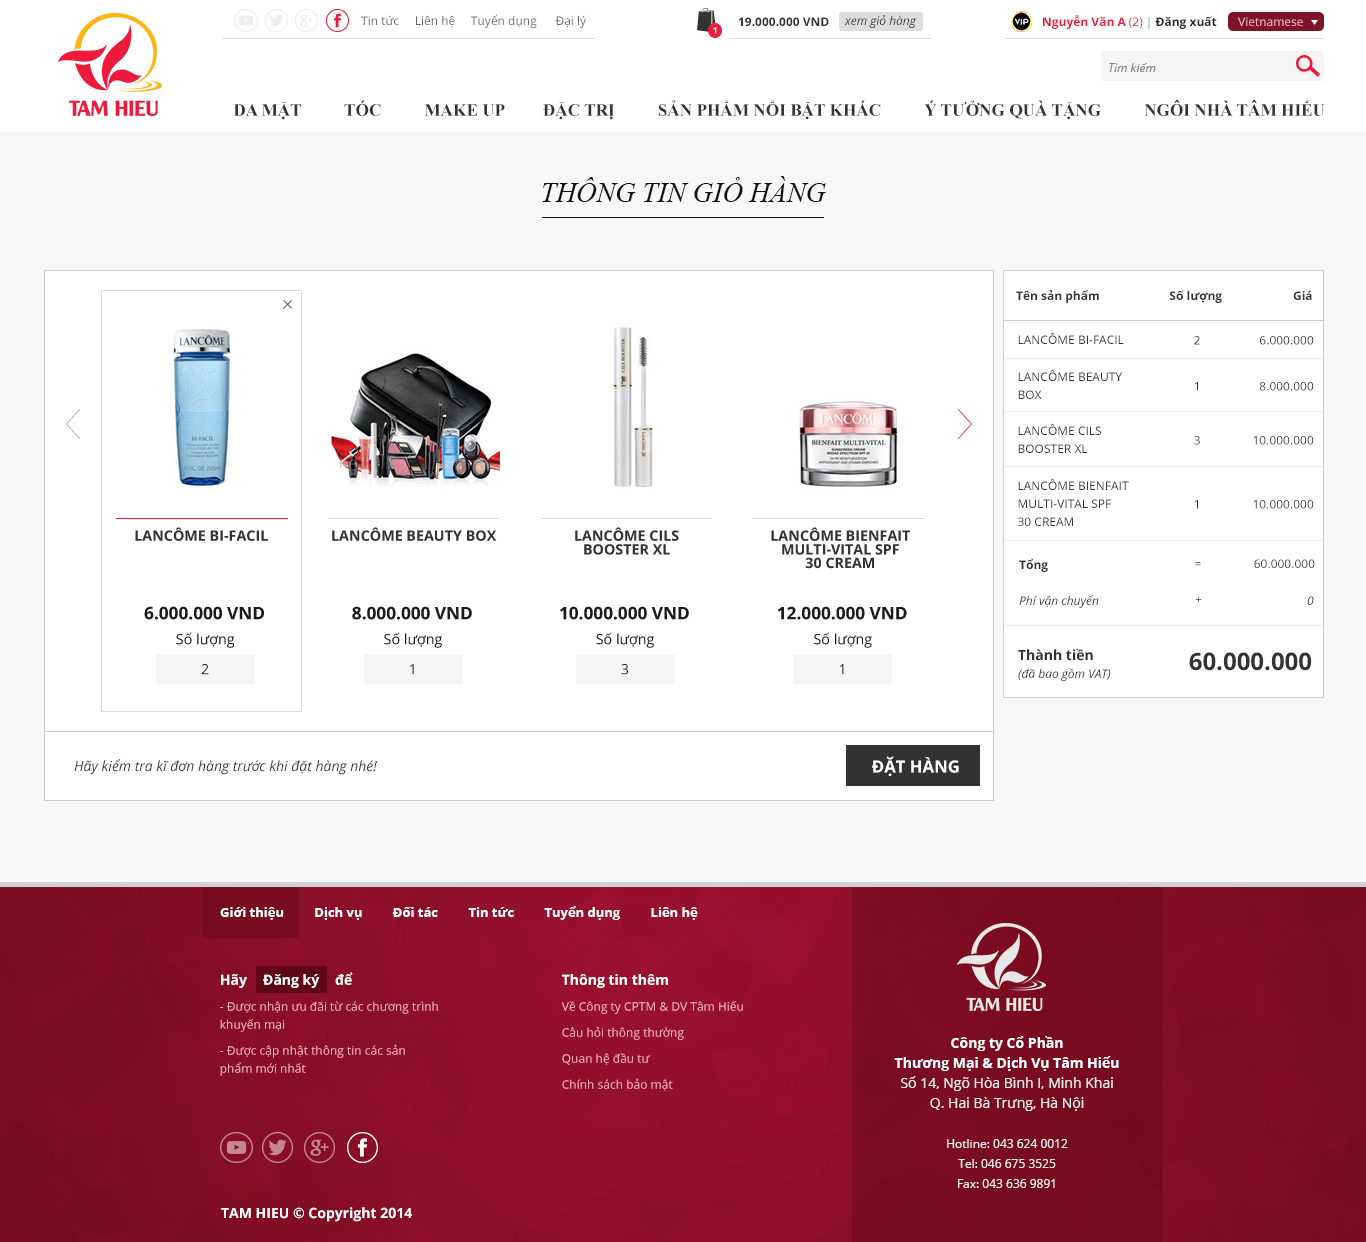 TAM HIEU
Tin tức Liên hệ Tuyển dụng Đại lý
1
19.000.000 VND xem giỏ hàng
VIP Nguyễn Văn A (2) | Đăng xuất Vietnamese
Tìm kiếm
DA MẶT TÓC MAKE UP ĐẶC TRỊ SẢN PHẨM NỔI BẬT KHÁC Ý TƯỞNG QUÀ TẶNG NGÔI NHÀ TÂM HIẾU
THÔNG TIN GIỎ HÀNG
LANCÔME
BI-FACIL
CILS BOOSTER
LANCÔME
LANCÔME
BIENFAIT MULTI-VITAL
SUNSCREEN CREAM
LANCÔME BI-FACIL
6.000.000 VND
Số lượng
2
LANCÔME BEAUTY BOX
8.000.000 VND
Số lượng
1
LANCÔME CILS
BOOSTER XL
10.000.000 VND
Số lượng
3
LANCÔME BIENFAIT
MULTI-VITAL SPF
30 CREAM
12.000.000 VND
Số lượng
1
Hãy kiểm tra kĩ đơn hàng trước khi đặt hàng nhé!
ĐẶT HÀNG
Tên sản phẩm Số lượng Giá
LANCÔME BI-FACIL 2 6.000.000
LANCÔME BEAUTY
BOX 1 8.000.000
LANCÔME CILS
BOOSTER XL 3 10.000.000
LANCÔME BIENFAIT
MULTI-VITAL SPF
30 CREAM 1 10.000.000
Tổng = 60.000.000
Phí vận chuyển + 0
Thành tiền 60.000.000
(đã bao gồm VAT)
Giới thiệu Dịch vụ Đối tác Tin tức Tuyển dụng Liên hệ
Hãy Đăng ký để
- Được nhận ưu đãi từ các chương trình
khuyến mại
- Được cập nhật thông tin các sản
phẩm mới nhất
Thông tin thêm
Về Công ty CPTM & DV Tâm Hiếu
Câu hỏi thông thường
Quan hệ đầu tư
Chính sách bảo mật
TAM HIEU © Copyright 2014
TAM HIEU
Công ty Cổ Phần
Thương Mại & Dịch Vụ Tâm Hiếu
Số 14, Ngõ Hòa Bình I, Minh Khai
Q. Hai Bà Trưng, Hà Nội
Hotline: 043 624 0012
Tel: 046 675 3525
Fax: 043 636 9891